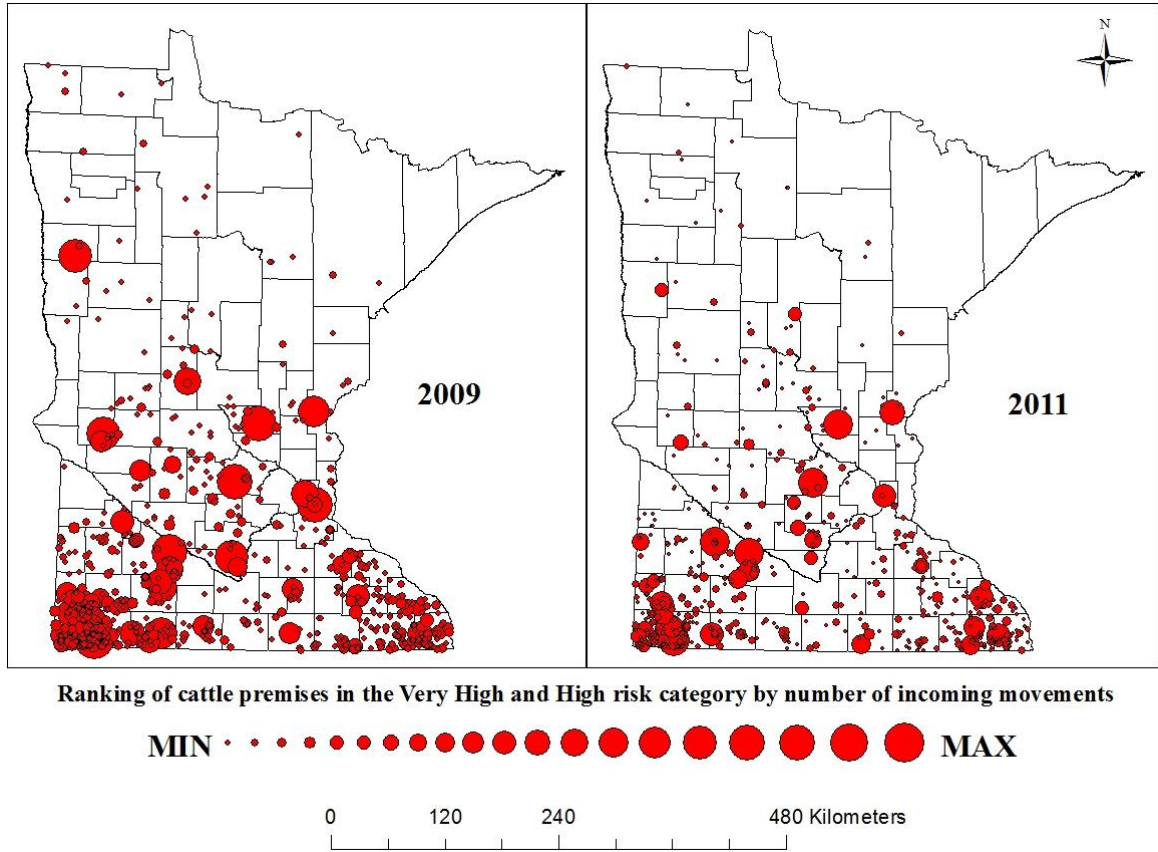 N
2009
2011
Ranking of cattle premises in the Very High and High risk category by number of incoming movements
MIN MAX
0 120 240 480 Kilometers